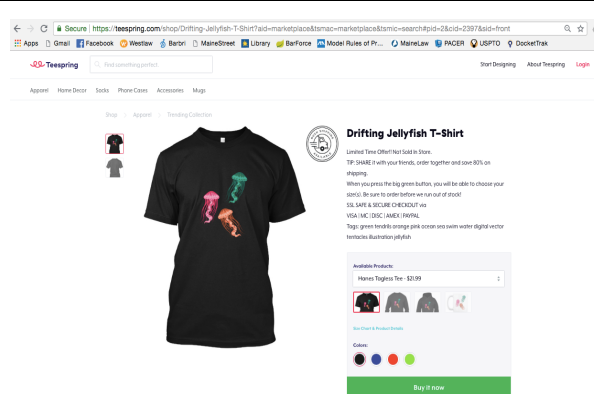 Secure https://teespring.com/shop/Drifting-Jellyfish-T-Shirt?aid=marketplace&tsmac=marketplace&tsmic=search#pid=2&cid=2397&sid=front
Apps Gmail Facebook Westlaw Barbri MaineStreet Library BarForce Model Rules of Pr... MaineLaw PACER USPTO DocketTrak
Teespring Find something perfect Start Designing About Teespring Login
Apparel Home Decor Socks Phone Cases Accessories Mugs
Shop Apparel Trending Collection
Drifting Jellyfish T-Shirt
Limited Time Offer!! Not Sold In Store.
TIP: SHARE it with your friends, order together and save 80% on
shipping.
When you press the big green button, you will be able to choose your
size(s). Be sure to order before we run out of stock!
SSL SAFE & SECURE CHECKOUT via
VISA | MC | DISC | AMEX | PAYPAL
Tags: green tendrils orange pink ocean sea swim water digital vector
tentacles illustration jellyfish
Available Products:
Hanes Tagless Tee - $21.99
Size Chart & Product Details
Colors:
Buy it now